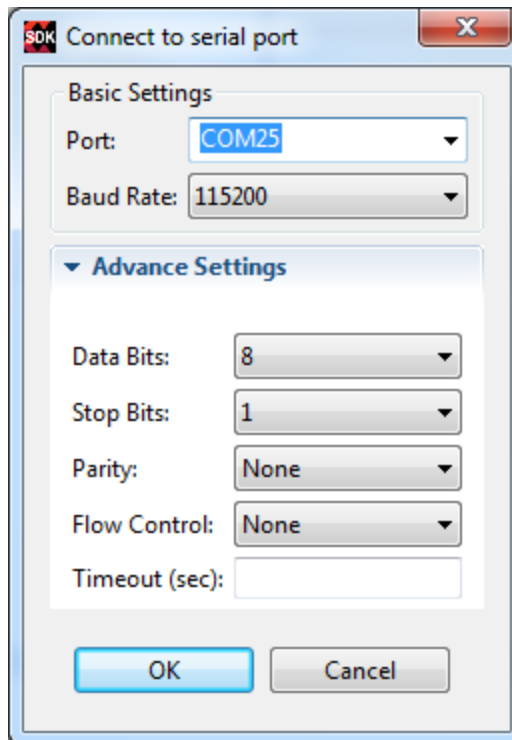 SDK Connect to serial port
Basic Settings
Port: COM25
Baud Rate: 115200
Advance Settings
Data Bits: 8
Stop Bits: 1
Parity: None
Flow Control: None
Timeout (sec):
OK Cancel